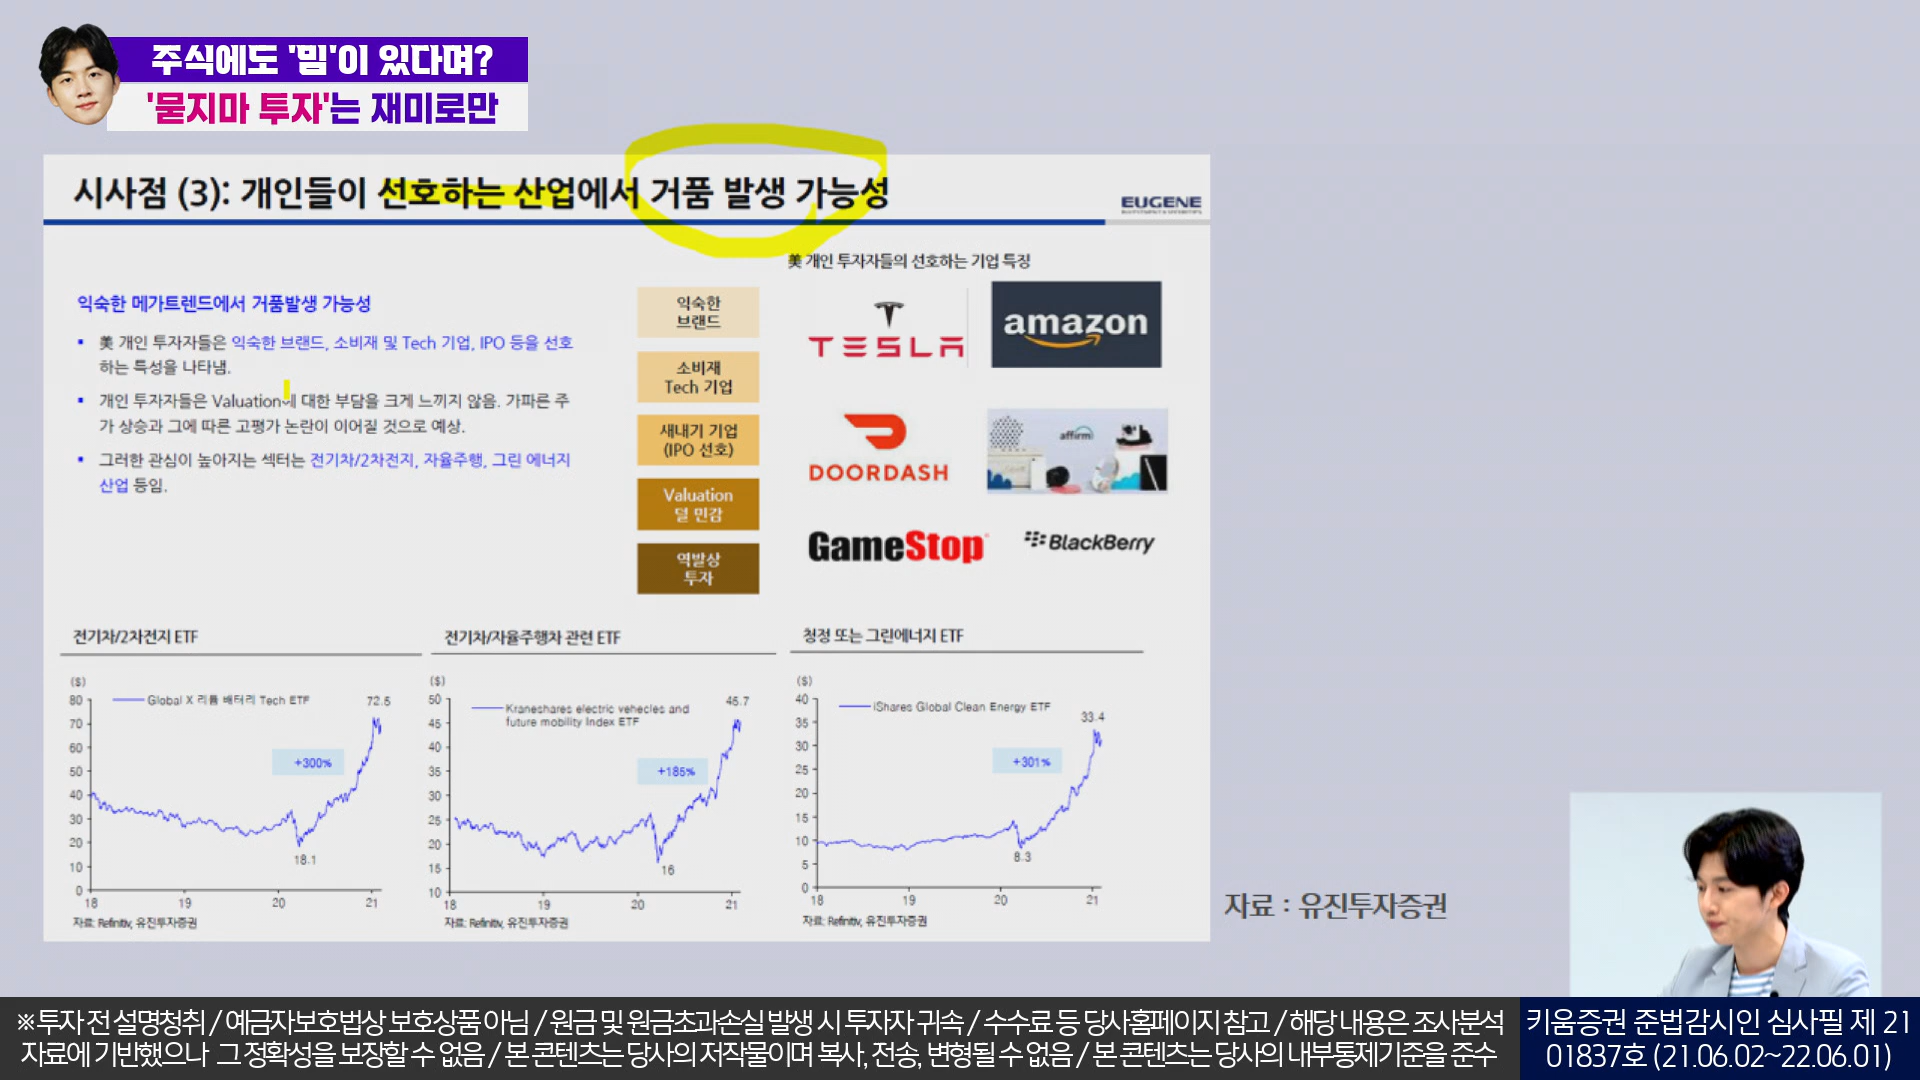 주식에도 '밈'이 있다며?
'묻지마 투자'는 재미로만
시사점 (3): 개인들이 선호하는 산업에서 거품 발생 가능성
EUGENE
익숙한 메가트렌드에서 거품발생 가능성
▪ 美 개인 투자자들은 익숙한 브랜드, 소비재 및 Tech 기업, IPO 등을 선호
하는 특성을 나타냄.
▪ 개인 투자자들은 Valuation에 대한 부담을 크게 느끼지 않음. 가파른 주
가 상승과 그에 따른 고평가 논란이 이어질 것으로 예상.
▪ 그러한 관심이 높아지는 섹터는 전기차/2차전지, 자율주행, 그린 에너지
산업 등임.
美 개인 투자자들의 선호하는 기업 특징
익숙한
브랜드
소비재
Tech 기업
새내기 기업
(IPO 선호)
Valuation
덜 민감
역발상
투자
TESLA
amazon
DOORDASH
affirm
GameStop
BlackBerry
전기차/2차전지 ETF
($)
80
70
60
50
40
30
20
10
0
Global X 리튬 배터리 Tech ETF
72.5
+300%
18.1
18 19 20 21
자료: Refinitiv, 유진투자증권
전기차/자율주행차 관련 ETF
($)
50
45
40
35
30
25
20
15
10
Kraneshares electric vehecles and
future mobility Index ETF
45.7
+185%
16
18 19 20 21
자료: Refinitiv, 유진투자증권
청정 또는 그린에너지 ETF
($)
40
35
30
25
20
15
10
5
0
iShares Global Clean Energy ETF
33.4
+301%
8.3
18 19 20 21
자료: Refinitiv, 유진투자증권
자료 : 유진투자증권
※투자 전 설명청취 / 예금자보호법상 보호상품 아님 / 원금 및 원금초과손실 발생 시 투자자 귀속 / 수수료 등 당사홈페이지 참고 / 해당 내용은 조사분석
자료에 기반했으나 그 정확성을 보장할 수 없음 / 본 콘텐츠는 당사의 저작물이며 복사, 전송, 변형될 수 없음 / 본 콘텐츠는 당사의 내부통제기준을 준수
키움증권 준법감시인 심사필 제 21
01837호 (21.06.02~22.06.01)